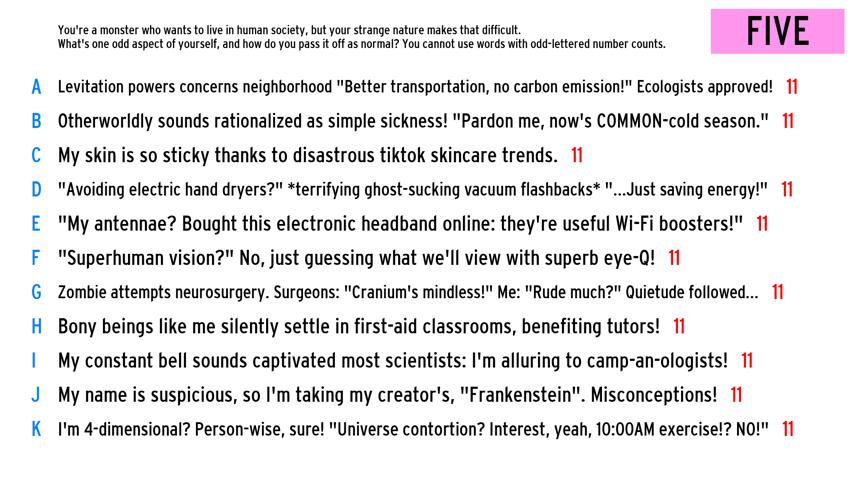 You're a monster who wants to live in human society, but your strange nature makes that difficult.
What's one odd aspect of yourself, and how do you pass it off as normal? You cannot use words with odd-lettered number counts.
FIVE
A Levitation powers concerns neighborhood "Better transportation, no carbon emission!" Ecologists approved! 11
B Otherworldly sounds rationalized as simple sickness! "Pardon me, now's COMMON-cold season." 11
C My skin is so sticky thanks to disastrous tiktok skincare trends. 11
D "Avoiding electric hand dryers?" *terrifying ghost-sucking vacuum flashbacks* "...Just saving energy!" 11
E "My antennae? Bought this electronic headband online: they're useful Wi-Fi boosters!" 11
F "Superhuman vision?" No, just guessing what we'll view with superb eye-Q! 11
G Zombie attempts neurosurgery. Surgeons: "Cranium's mindless!" Me: "Rude much?" Quietude followed... 11
H Bony beings like me silently settle in first-aid classrooms, benefiting tutors! 11
I My constant bell sounds captivated most scientists: I'm alluring to camp-an-ologists! 11
J My name is suspicious, so I'm taking my creator's, "Frankenstein". Misconceptions! 11
K I'm 4-dimensional? Person-wise, sure! "Universe contortion? Interest, yeah, 10:00AM exercise!? NO!" 11